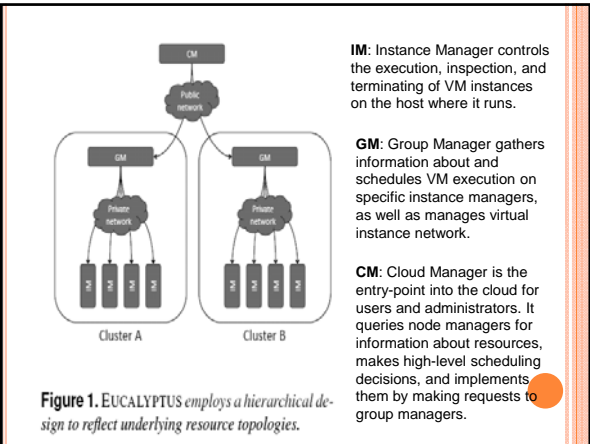 CM
Public
network
GM
GM
Private
network
Private
network
IM
IM
IM
IM
IM
IM
IM
IM
Cluster A
Cluster B
Figure 1. EUCALYPTUS employs a hierarchical de-
sign to reflect underlying resource topologies.
IM: Instance Manager controls
the execution, inspection, and
terminating of VM instances
on the host where it runs.
GM: Group Manager gathers
information about and
schedules VM execution on
specific instance managers,
as well as manages virtual
instance network.
CM: Cloud Manager is the
entry-point into the cloud for
users and administrators. It
queries node managers for
information about resources,
makes high-level scheduling
decisions, and implements
them by making requests to
group managers.